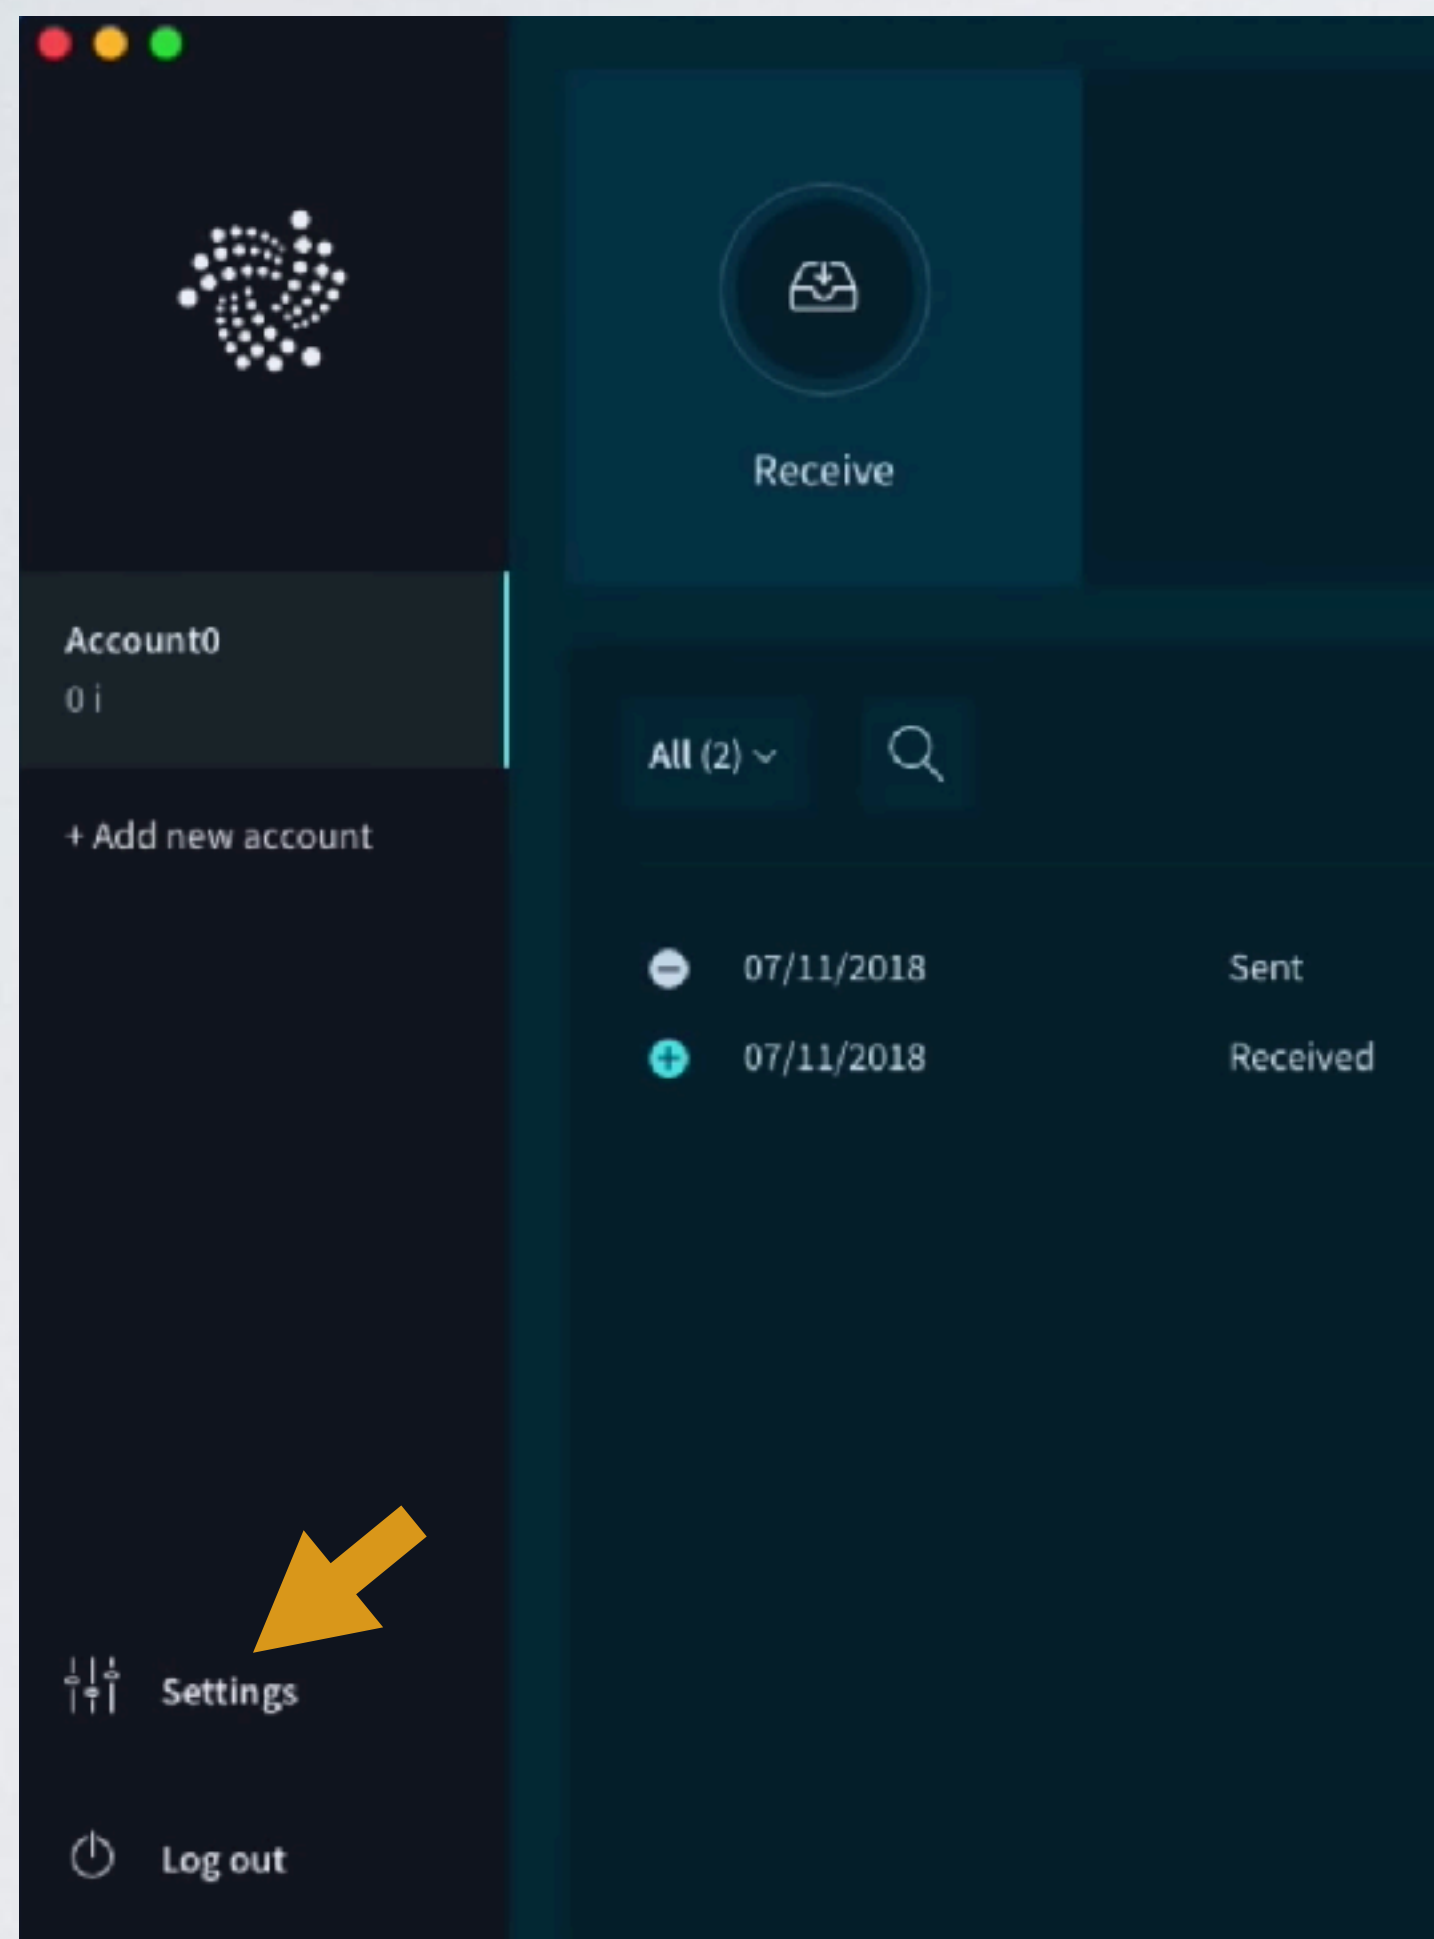 Receive
Account0
0 i
All (2)
+ Add new account
07/11/2018 Sent
07/11/2018 Received
Settings
Log out